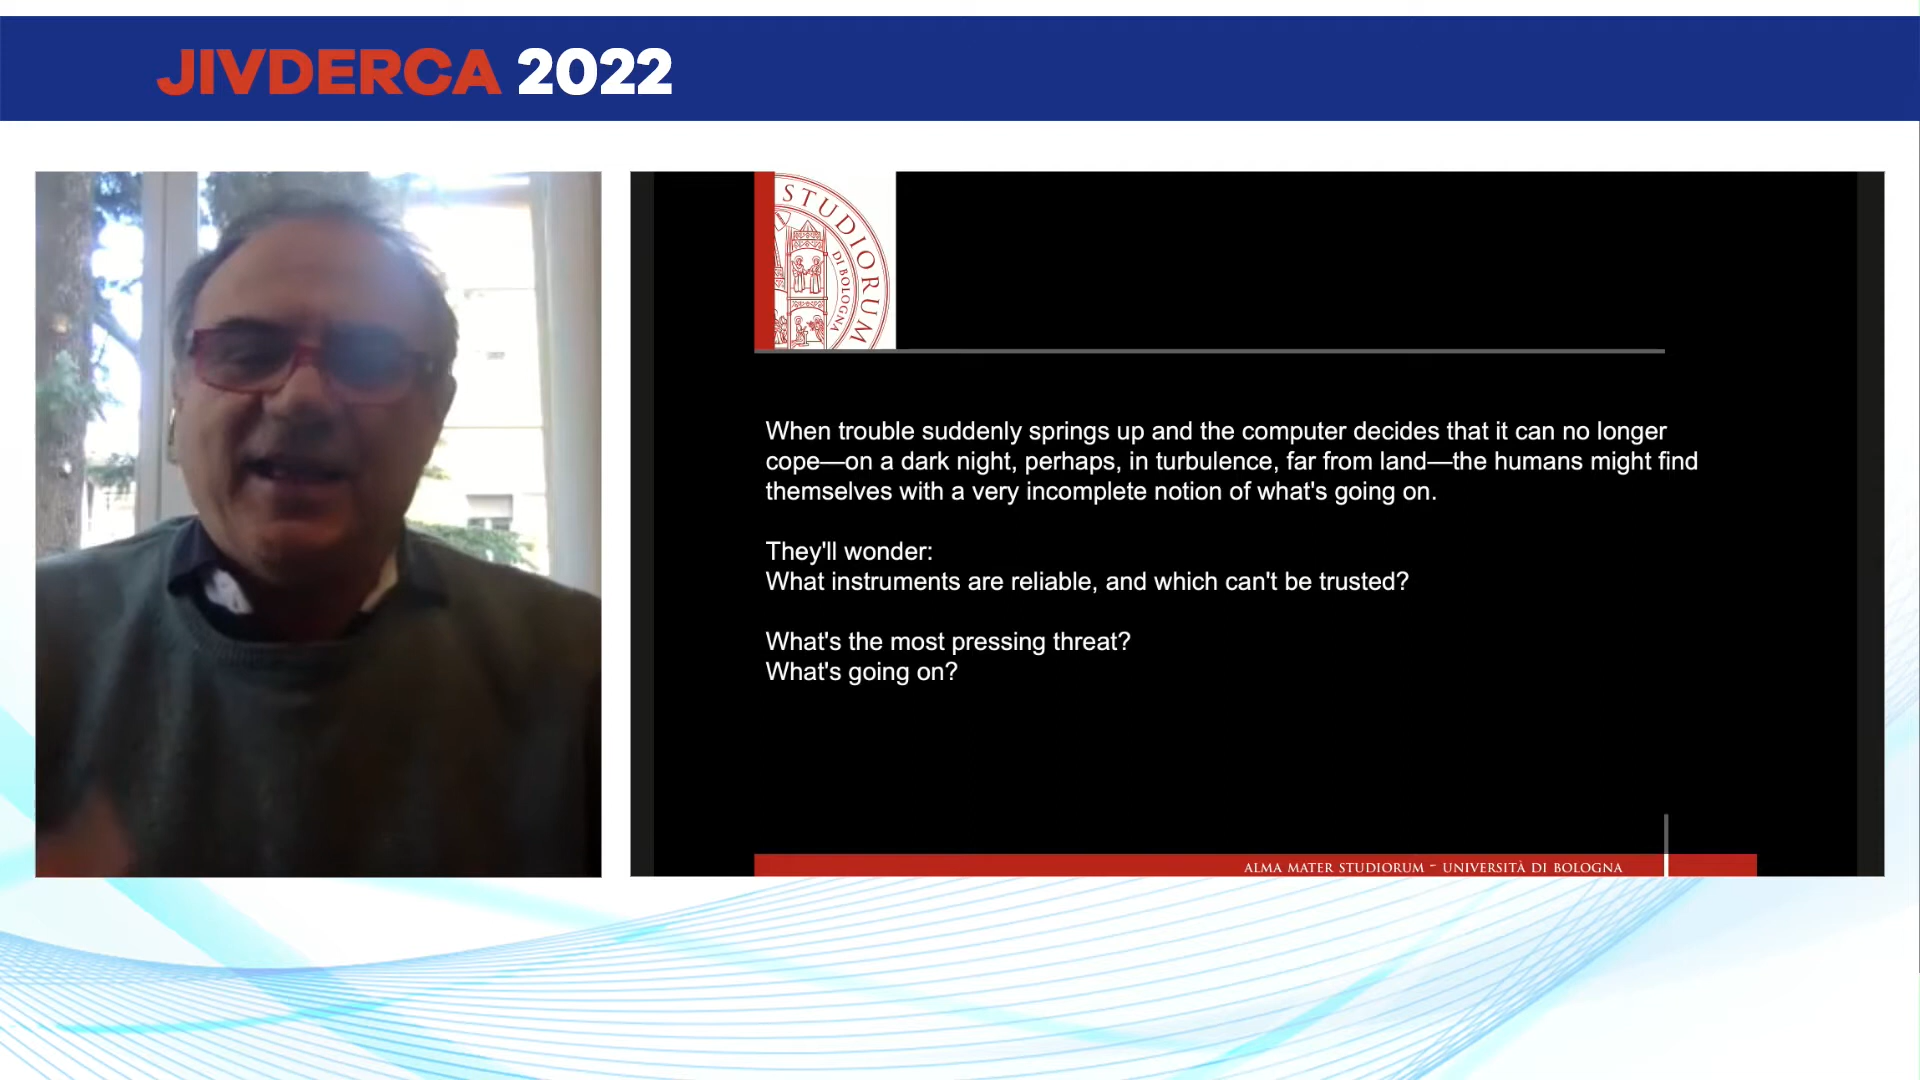 JIVDERCA 2022
STUDIORUM
DI BOLOGNA
When trouble suddenly springs up and the computer decides that it can no longer
cope—on a dark night, perhaps, in turbulence, far from land—the humans might find
themselves with a very incomplete notion of what's going on.
They'll wonder:
What instruments are reliable, and which can't be trusted?
What's the most pressing threat?
What's going on?
ALMA MATER STUDIORUM ~ UNIVERSITÀ DI BOLOGNA